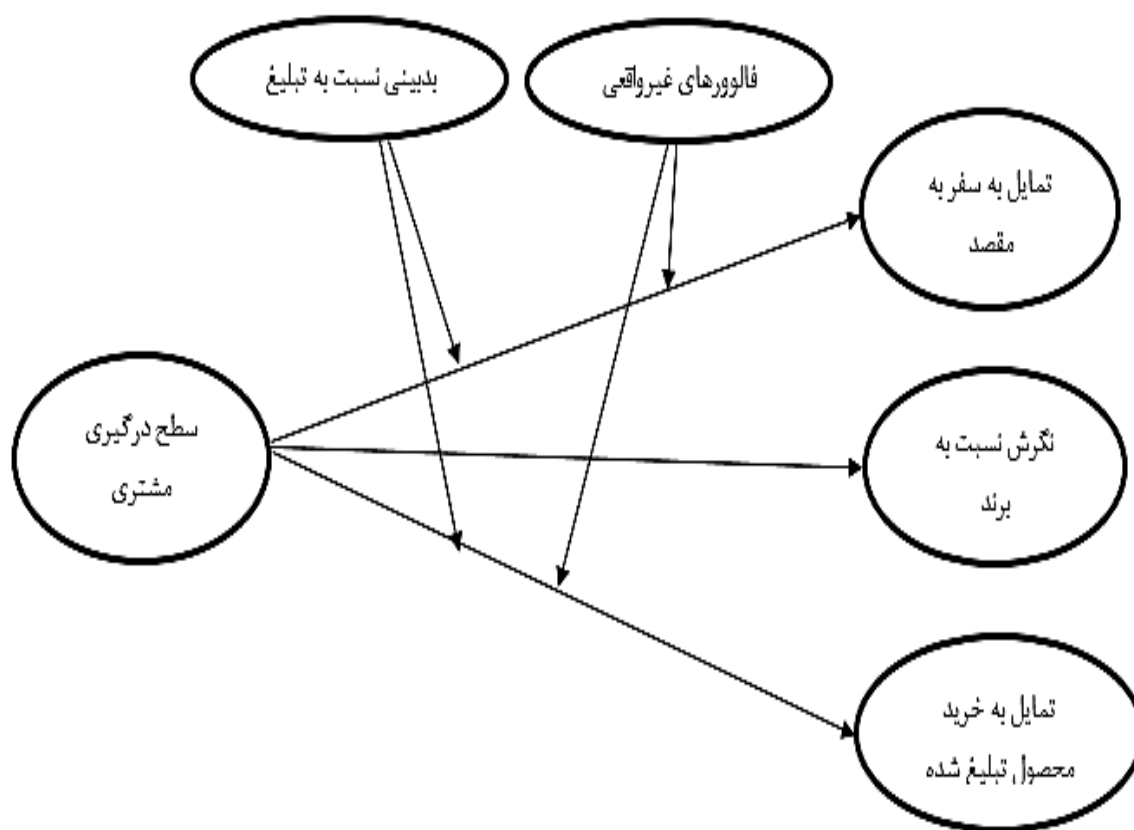 فالوورهای غیرواقعی
بدبینی نسبت به تبلیغ
تمایل به سفر به
مقصد
سطح درگیری
مشتری
نگرش نسبت به
برند
تمایل به خرید
محصول تبلیغ شده